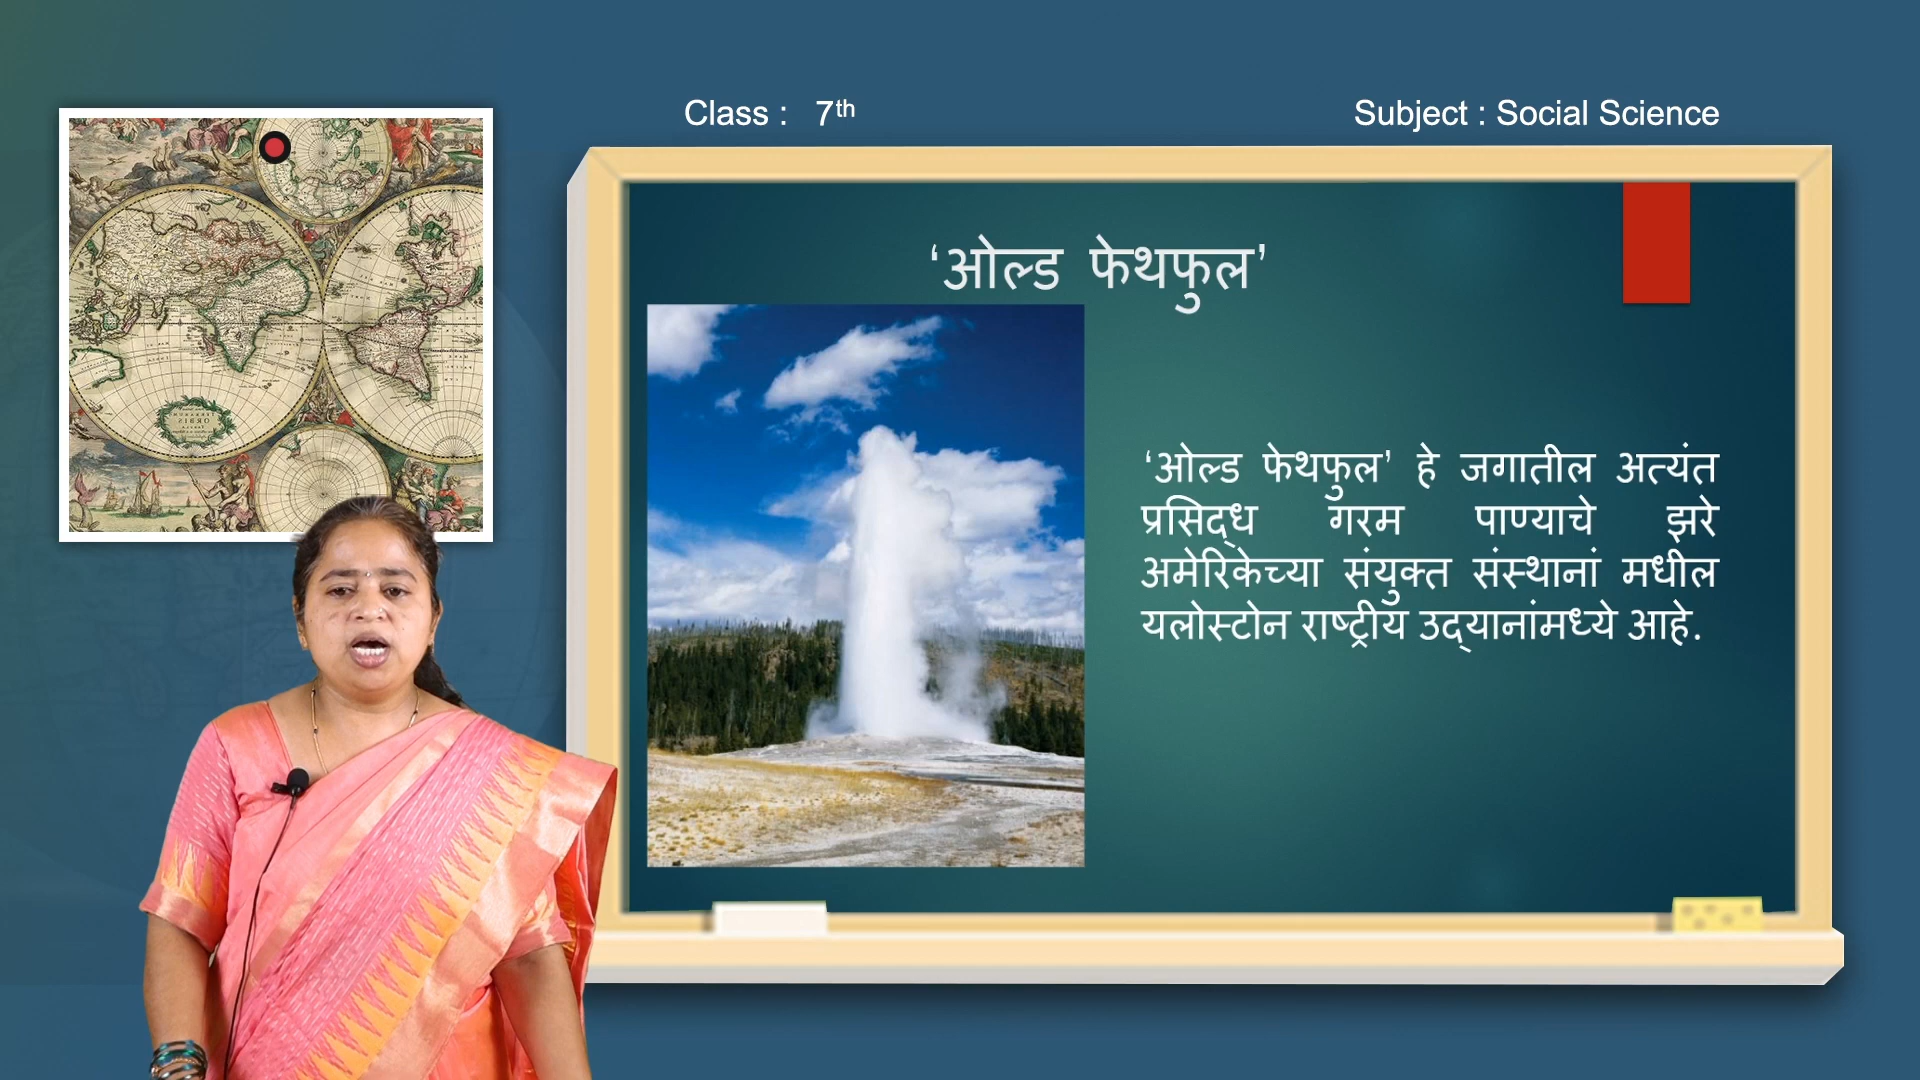 Class : 7th
Subject : Social Science
‘ओल्ड फेथफुल’
‘ओल्ड फेथफुल’ हे जगातील अत्यंत
प्रसिद्ध गरम पाण्याचे झरे
अमेरिकेच्या संयुक्त संस्थानां मधील
यलोस्टोन राष्ट्रीय उद्यानांमध्ये आहे.